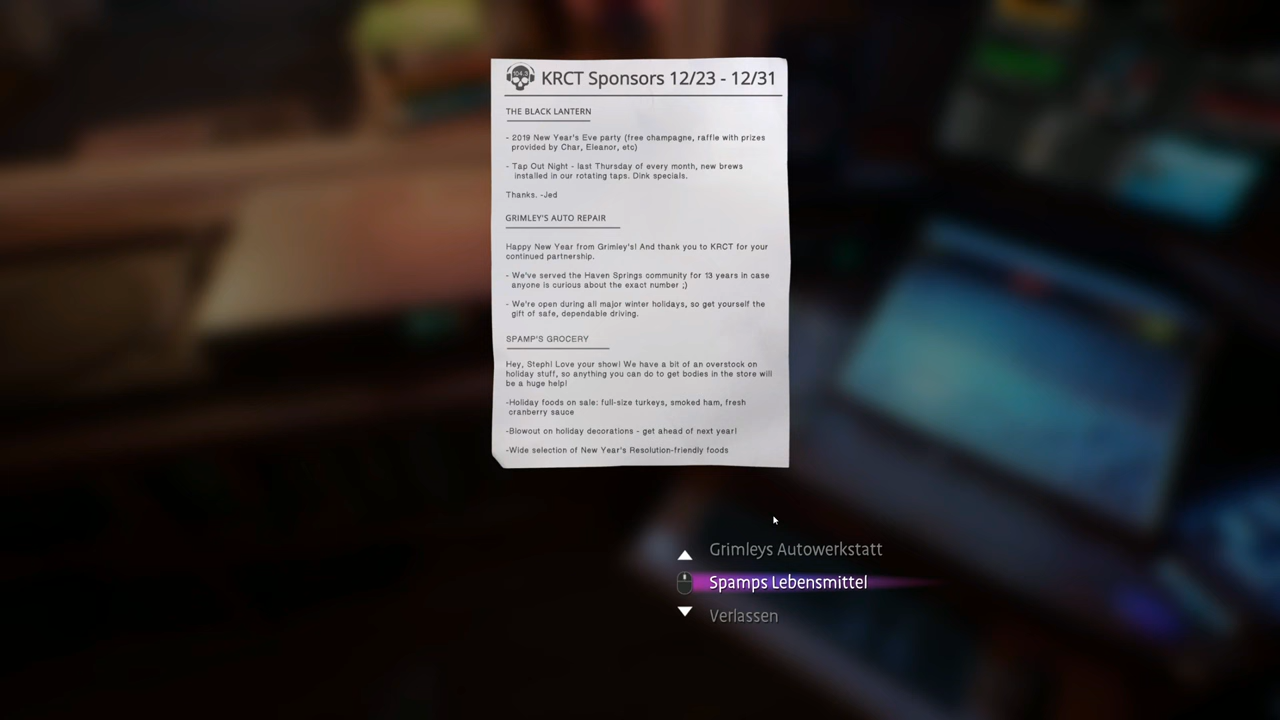 KRCT Sponsors 12/23 - 12/31
THE BLACK LANTERN
- 2019 New Year's Eve party (free champagne, raffle with prizes
provided by Char, Eleanor, etc)
- Tap Out Night - last Thursday of every month, new brews
installed in our rotating taps. Dink specials.
Thanks. -Jed
GRIMLEY'S AUTO REPAIR
Happy New Year from Grimley's! And thank you to KRCT for your
continued partnership.
- We've served the Haven Springs community for 13 years in case
anyone is curious about the exact number ;)
- We're open during all major winter holidays, so get yourself the
gift of safe, dependable driving.
SPAMP'S GROCERY
Hey, Steph! Love your show! We have a bit of an overstock on
holiday stuff, so anything you can do to get bodies in the store will
be a huge help!
-Holiday foods on sale: full-size turkeys, smoked ham, fresh
cranberry sauce
-Blowout on holiday decorations - get ahead of next year!
-Wide selection of New Year's Resolution-friendly foods
Grimleys Autowerkstatt
Spamps Lebensmittel
Verlassen